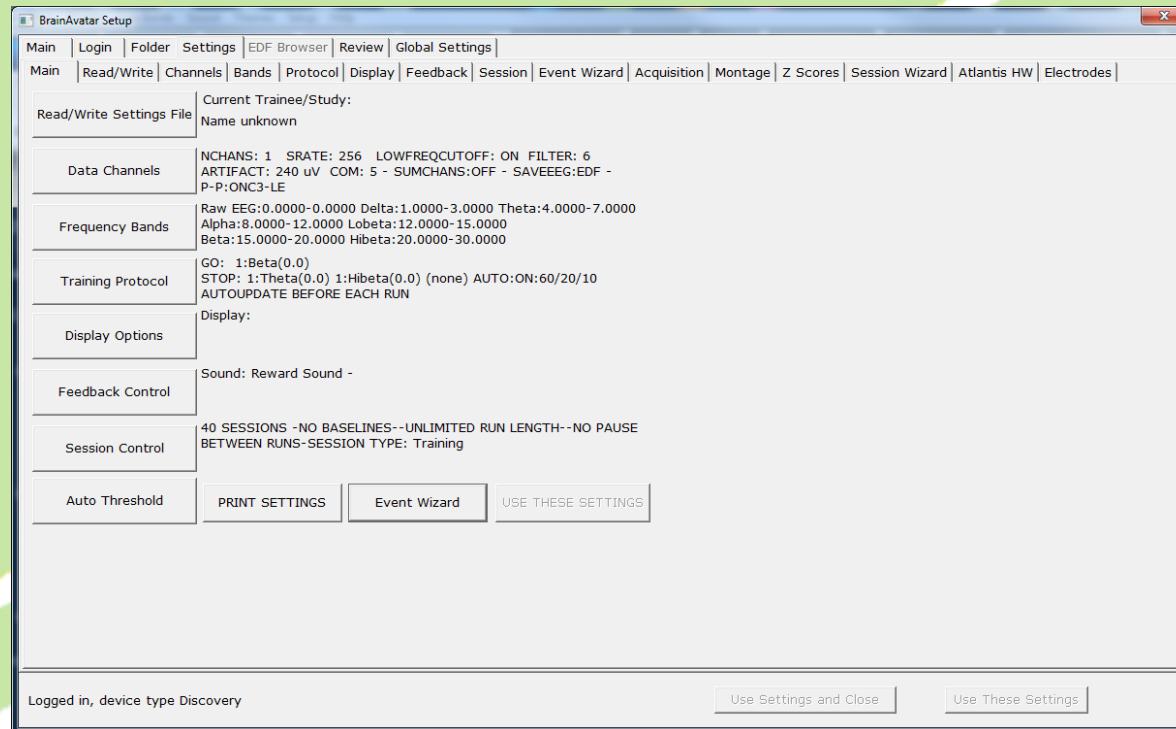 BrainAvatar Setup
Main Login Folder Settings EDF Browser Review Global Settings
Main Read/Write Channels Bands Protocol Display Feedback Session Event Wizard Acquisition Montage Z Scores Session Wizard Atlantis HW Electrodes
Read/Write Settings File
Current Trainee/Study:
Name unknown
Data Channels
NCHANS: 1 SRATE: 256 LOWFREQCUTOFF: ON FILTER: 6
ARTIFACT: 240 uV COM: 5 - SUMCHANS:OFF - SAVEEEG:EDF -
P-P:ONC3-LE
Frequency Bands
Raw EEG:0.0000-0.0000 Delta:1.0000-3.0000 Theta:4.0000-7.0000
Alpha:8.0000-12.0000 Lobeta:12.0000-15.0000
Beta:15.0000-20.0000 Hibeta:20.0000-30.0000
Training Protocol
GO: 1:Beta(0.0)
STOP: 1:Theta(0.0) 1:Hibeta(0.0) (none) AUTO:ON:60/20/10
AUTOUPDATE BEFORE EACH RUN
Display Options
Display:
Feedback Control
Sound: Reward Sound -
Session Control
40 SESSIONS -NO BASELINES--UNLIMITED RUN LENGTH--NO PAUSE
BETWEEN RUNS-SESSION TYPE: Training
Auto Threshold
PRINT SETTINGS
Event Wizard
USE THESE SETTINGS
Logged in, device type Discovery
Use Settings and Close
Use These Settings